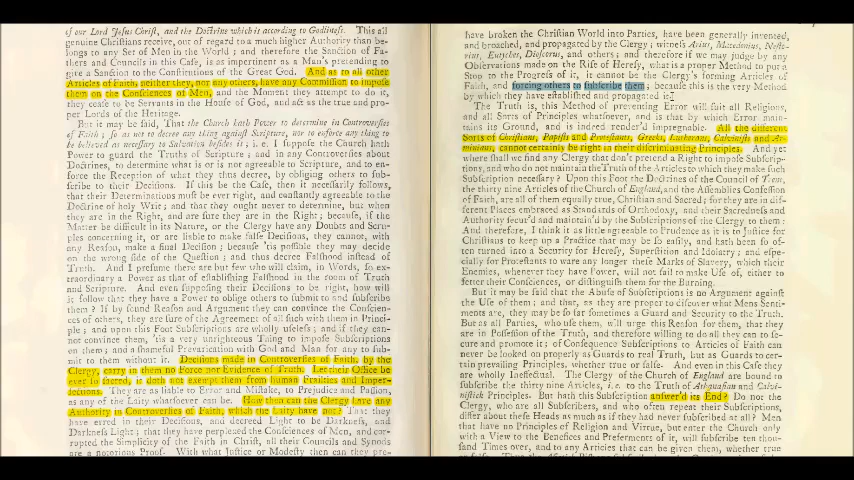 of our Lord Jesus Christ, and the Doctrine which is according to Godliness. This all
genuine Christians receive, out of regard to a much higher Authority than be-
longs to any Set of Men in the World; and therefore the Sanction of Fa-
thers and Councils in this Case, is as impertinent as a Man's pretending to
give a Sanction to the Constitutions of the Great God. And as to all other
Articles of Faith, neither they, nor any others, have any Commission to impose
them on the Consciences of Men, and the Moment they attempt to do it,
they cease to be Servants in the House of God, and act as the true and pro-
per Lords of the Heritage.
But it may be said, That the Church hath Power to determine in Controversies
of Faith; so as not to decree any thing against Scripture, nor to enforce any thing to
be believed as necessary to Salvation besides it; i. e. I suppose the Church hath
Power to guard the Truths of Scripture; and in any Controversies about
Doctrines, to determine what is or is not agreeable to Scripture, and to en-
force the Reception of what they thus decree, by obliging others to sub-
scribe to their Decisions. If this be the Case, then it necessarily follows,
that their Determinations must be ever right, and constantly agreeable to the
Doctrine of holy Writ; and that they ought never to determine, but when
they are in the Right, and are sure they are in the Right; because, if the
Matter be difficult in its Nature, or the Clergy have any Doubts and Scru-
ples concerning it, or are liable to make false Decisions, they cannot, with
any Reason, make a final Decision; because 'tis possible they may decide
on the wrong side of the Question; and thus decree Falshood instead of
Truth. And I presume there are but few who will claim, in Words, so ex-
traordinary a Power as that of establishing Falshood in the room of Truth
and Scripture. And even supposing their Decisions to be right, how will
it follow that they have a Power to oblige others to submit to and subscribe
them? If by sound Reason and Argument they can convince the Conscien-
ces of others, they are sure of the Agreement of all such with them in Princi-
ple; and upon this Foot Subscriptions are wholly useless; and if they can-
not convince them, 'tis a very unrighteous Thing to impose Subscriptions
on them; and a shameful Prevarication with God and Man for any to sub-
mit to them without it. Decisions made in Controversies of Faith, by the
Clergy, carry in them no Force nor Evidence of Truth. Let their Office be
ever so sacred, it doth not exempt them from human Frailties and Imper-
fections. They are as liable to Error and Mistake, to Prejudice and Passion,
as any of the Laity whatsoever can be. How then can the Clergy have any
Authority in Controversies of Faith, which the Laity have not? That they
have erred in their Decisions, and decreed Light to be Darkness, and
Darkness Light; that they have perplexed the Consciences of Men, and cor-
rupted the Simplicity of the Faith in Christ, all their Councils and Synods
are a notorious Proof. With what Justice or Modesty then can they pre-
have broken the Christian World into Parties, have been generally invented,
and broached, and propagated by the Clergy; witness Arius, Macedonius, Nesto-
rius, Eutyches, Dioscorus, and others; and therefore if we may judge by any
Observations made on the Rise of Heresy, what is a proper Method to put a
Stop to the Progress of it, it cannot be the Clergy's forming Articles of
Faith, and forcing others to subscribe them; because this is the very Method
by which they have established and propagated it.
The Truth is, this Method of preventing Error will suit all Religions,
and all Sorts of Principles whatsoever, and is that by which Error main-
tains its Ground, and is indeed render'd impregnable. All the different
Sorts of Christians, Papists and Protestants, Greeks, Lutherans, Calvinists and Ar-
minians, cannot certainly be right in their discriminating Principles. And yet
where shall we find any Clergy that don't pretend a Right to impose Subscrip-
tions, and who do not maintain the Truth of the Articles to which they make such
Subscription necessary? Upon this Foot the Doctrines of the Council of Trent,
the thirty nine Articles of the Church of England, and the Assemblies Confession
of Faith, are all of them equally true, Christian and Sacred; for they are in dif-
ferent Places embraced as Standards of Orthodoxy, and their Sacredness and
Authority secur'd and maintain'd by the Subscriptions of the Clergy to them:
And therefore, I think it as little agreeable to Prudence as it is to Justice for
Christians to keep up a Practice that may be so easily, and hath been so of-
ten turned into a Security for Heresy, Superstition and Idolatry; and espe-
cially for Protestants to ware any longer these Marks of Slavery, which their
Enemies, whenever they have Power, will not fail to make Use of, either to
fetter their Consciences, or distinguish them for the Burning.
But it may be said that the Abuse of Subscriptions is no Argument against
the Use of them; and that, as they are proper to discover what Mens Senti-
ments are, they may be so far sometimes a Guard and Security to the Truth.
But as all Parties, who use them, will urge this Reason for them, that they
are in Possession of the Truth, and therefore willing to do all they can to se-
cure and promote it; of Consequence Subscriptions to Articles of Faith can
never be looked on properly as Guards to real Truth, but as Guards to cer-
tain prevailing Principles, whether true or false. And even in this Case they
are wholly ineffectual. The Clergy of the Church of England are bound to
subscribe the thirty nine Articles, i. e. to the Truth of Athanasian and Calvi-
nistick Principles. But hath this Subscription answer'd its End? Do not the
Clergy, who are all Subscribers, and who often repeat their Subscriptions,
differ about these Heads as much as if they had never subscribed at all? Men
that have no Principles of Religion and Virtue, but enter the Church only
with a View to the Benefices and Preferments of it, will subscribe ten thou-
sand Times over, and to any Articles that can be given them, whether true